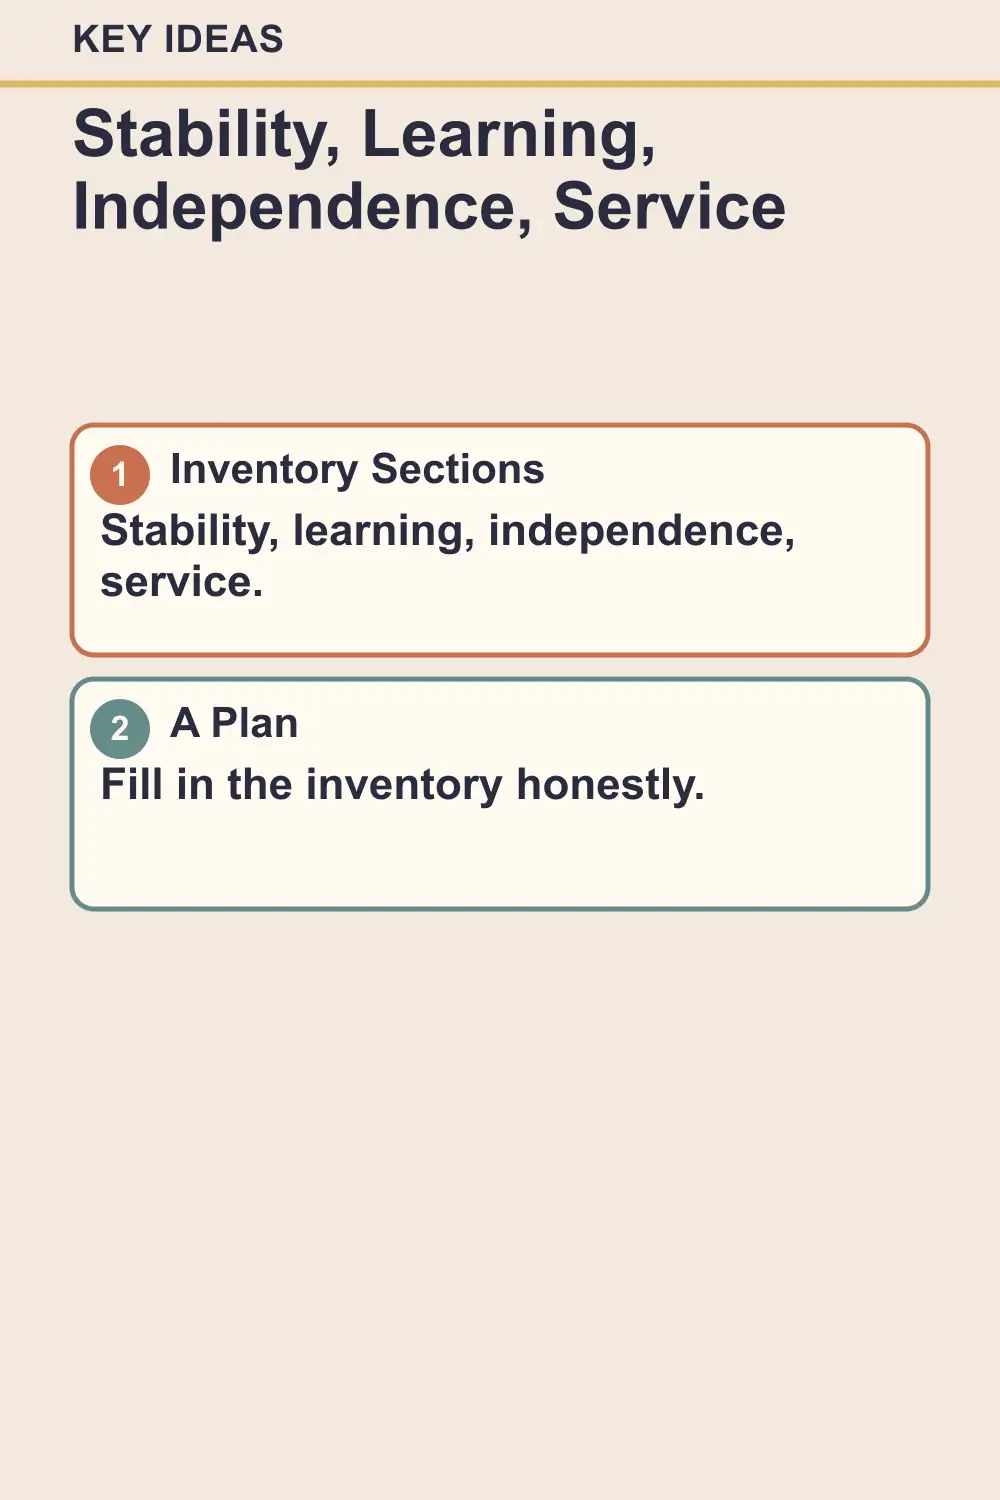 KEY IDEAS
Stability, Learning,
Independence, Service
1 Inventory Sections
Stability, learning, independence,
service.
2 A Plan
Fill in the inventory honestly.